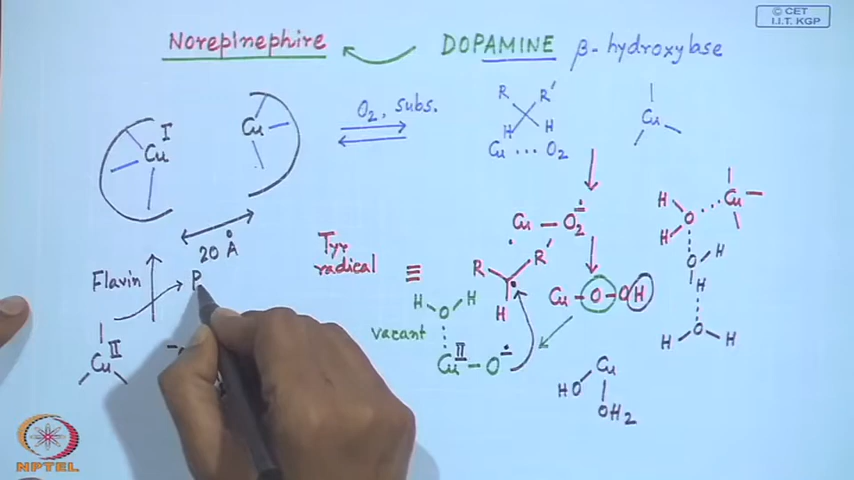 © CET
I.I.T. KGP
Norepinephire DOPAMINE β-hydroxylase
R R'
O2, subs.
Cu I Cu
H H
Cu ... O2
Cu
20 Å
Cu — O2 ∸
H O ... Cu
H
Tyr
radical ≡
R R'
H
Flavin
P
Cu — O — OH
O H
H
H H
O
vacant
Cu II — O ∸
H O H
Cu II
Cu
HO OH2
NPTEL